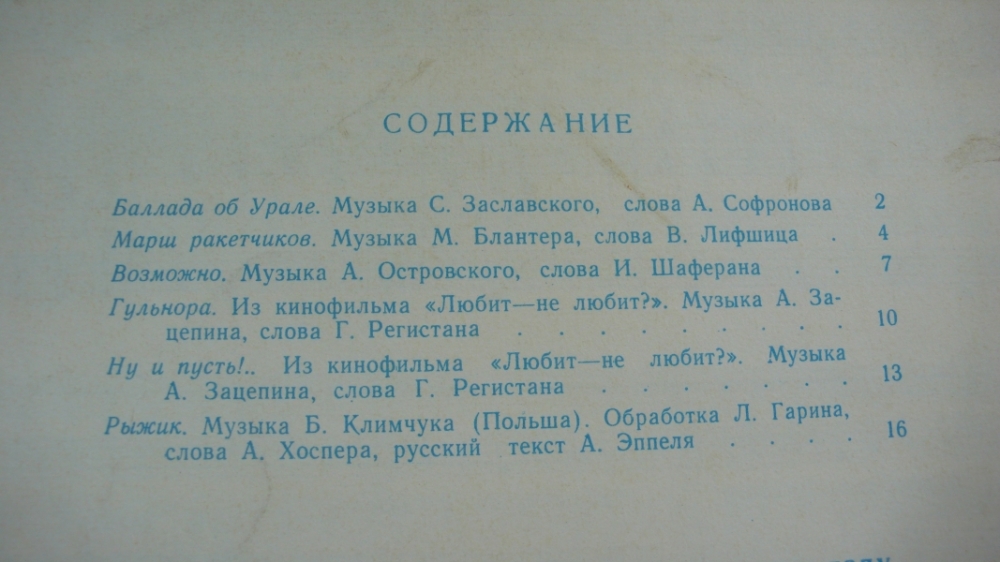 СОДЕРЖАНИЕ
Баллада об Урале. Музыка С. Заславского, слова А. Софронова 2
Марш ракетчиков. Музыка М. Блантера, слова В. Лифшица . 4
Возможно. Музыка А. Островского, слова И. Шаферана . . 7
Гульнора. Из кинофильма «Любит—не любит?». Музыка А. За-
цепина, слова Г. Регистана . . . . . . . . 10
Ну и пусть!.. Из кинофильма «Любит—не любит?». Музыка
А. Зацепина, слова Г. Регистана . . . . . . . 13
Рыжик. Музыка Б. Климчука (Польша). Обработка Л. Гарина,
слова А. Хоспера, русский текст А. Эппеля . . . . 16